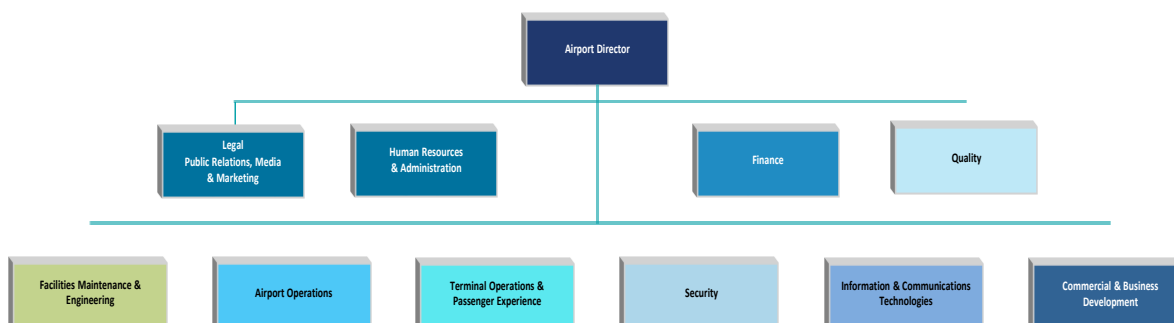 Airport Director
Legal
Public Relations, Media
& Marketing
Human Resources
& Administration
Finance
Quality
Facilities Maintenance &
Engineering
Airport Operations
Terminal Operations &
Passenger Experience
Security
Information & Communications
Technologies
Commercial & Business
Development